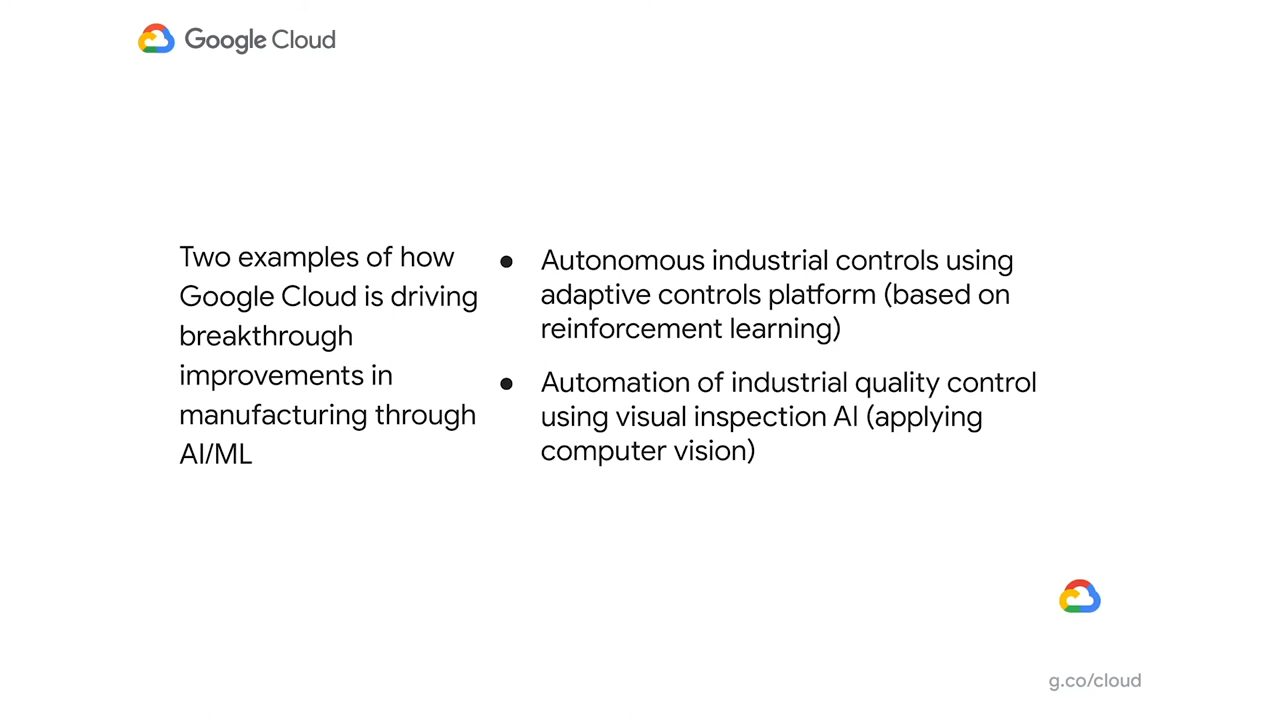 Google Cloud
Two examples of how
Google Cloud is driving
breakthrough
improvements in
manufacturing through
AI/ML
● Autonomous industrial controls using
adaptive controls platform (based on
reinforcement learning)
● Automation of industrial quality control
using visual inspection AI (applying
computer vision)
g.co/cloud